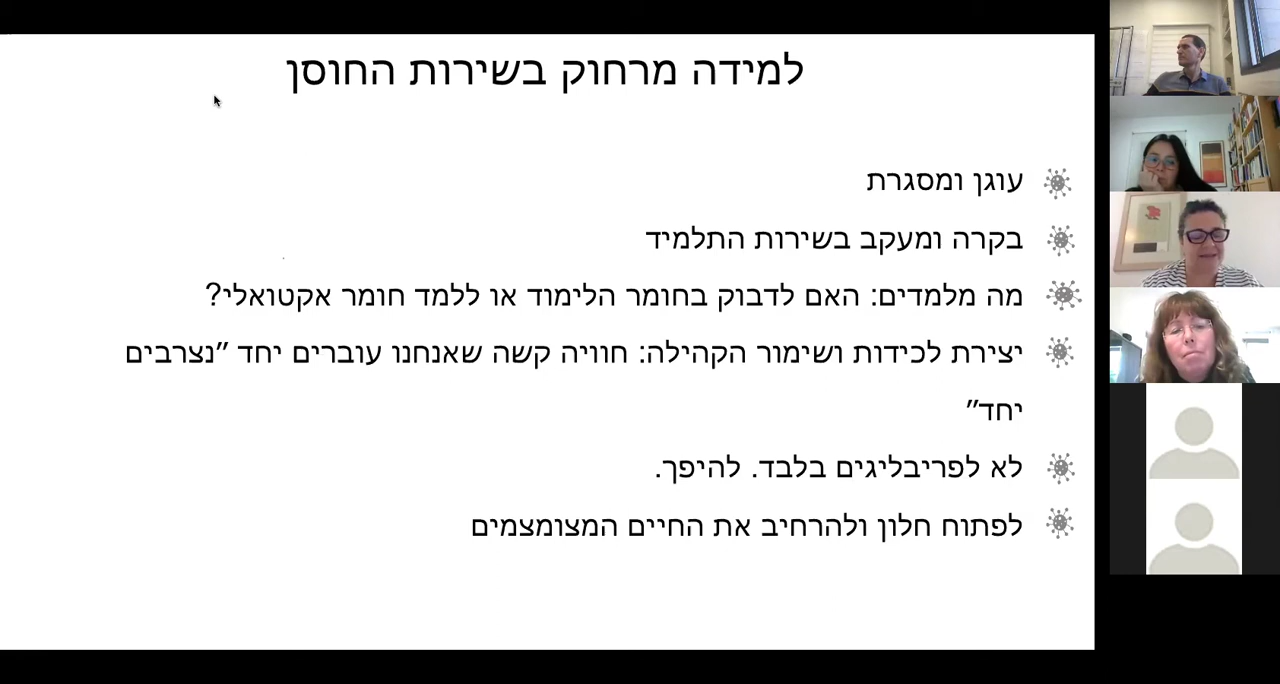 למידה מרחוק בשירות החוסן
עוגן ומסגרת
בקרה ומעקב בשירות התלמיד
מה מלמדים: האם לדבוק בחומר הלימוד או ללמד חומר אקטואלי?
יצירת לכידות ושימור הקהילה: חוויה קשה שאנחנו עוברים יחד "נצרבים
יחד"
לא לפריבליגים בלבד. להיפך.
לפתוח חלון ולהרחיב את החיים המצומצמים